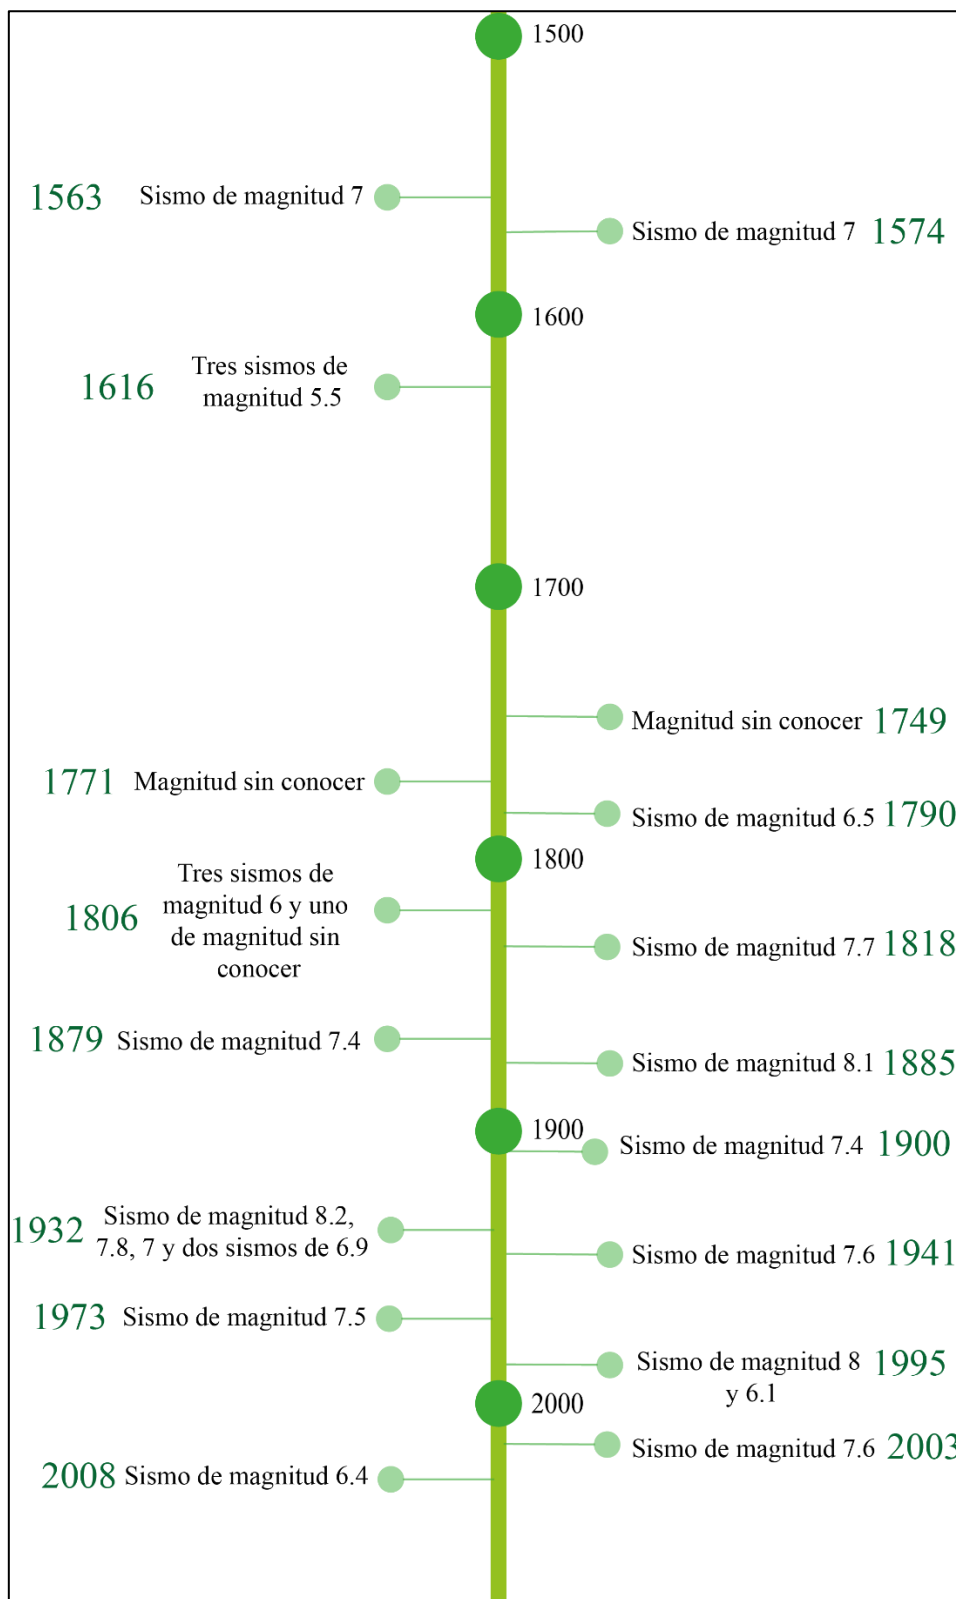 1500
1563 Sismo de magnitud 7
Sismo de magnitud 7 1574
1600
1616 Tres sismos de
magnitud 5.5
1700
Magnitud sin conocer 1749
1771 Magnitud sin conocer
Sismo de magnitud 6.5 1790
1800
1806 Tres sismos de
magnitud 6 y uno
de magnitud sin
conocer
Sismo de magnitud 7.7 1818
1879 Sismo de magnitud 7.4
Sismo de magnitud 8.1 1885
1900
Sismo de magnitud 7.4 1900
1932 Sismo de magnitud 8.2,
7.8, 7 y dos sismos de 6.9
Sismo de magnitud 7.6 1941
1973 Sismo de magnitud 7.5
Sismo de magnitud 8 1995
y 6.1
2000
Sismo de magnitud 7.6 2003
2008 Sismo de magnitud 6.4